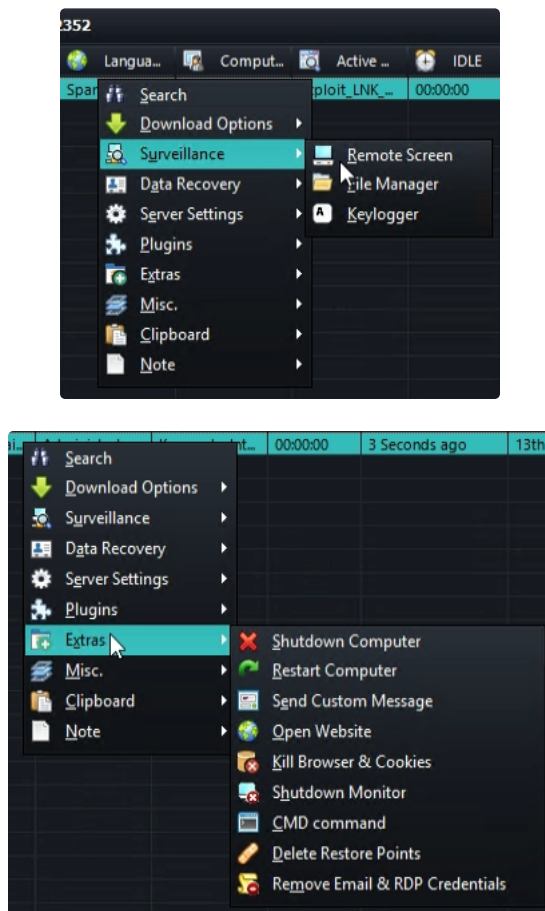 2352
Langua... Comput... Active ... IDLE
Spa 00:00:00
Search
Download Options
Surveillance
Remote Screen
Data Recovery
File Manager
Server Settings
Keylogger
Plugins
Extras
Misc.
Clipboard
Note
00:00:00 3 Seconds ago 13th
Search
Download Options
Surveillance
Data Recovery
Server Settings
Plugins
Extras
Shutdown Computer
Misc.
Restart Computer
Clipboard
Send Custom Message
Note
Open Website
Kill Browser & Cookies
Shutdown Monitor
CMD command
Delete Restore Points
Remove Email & RDP Credentials